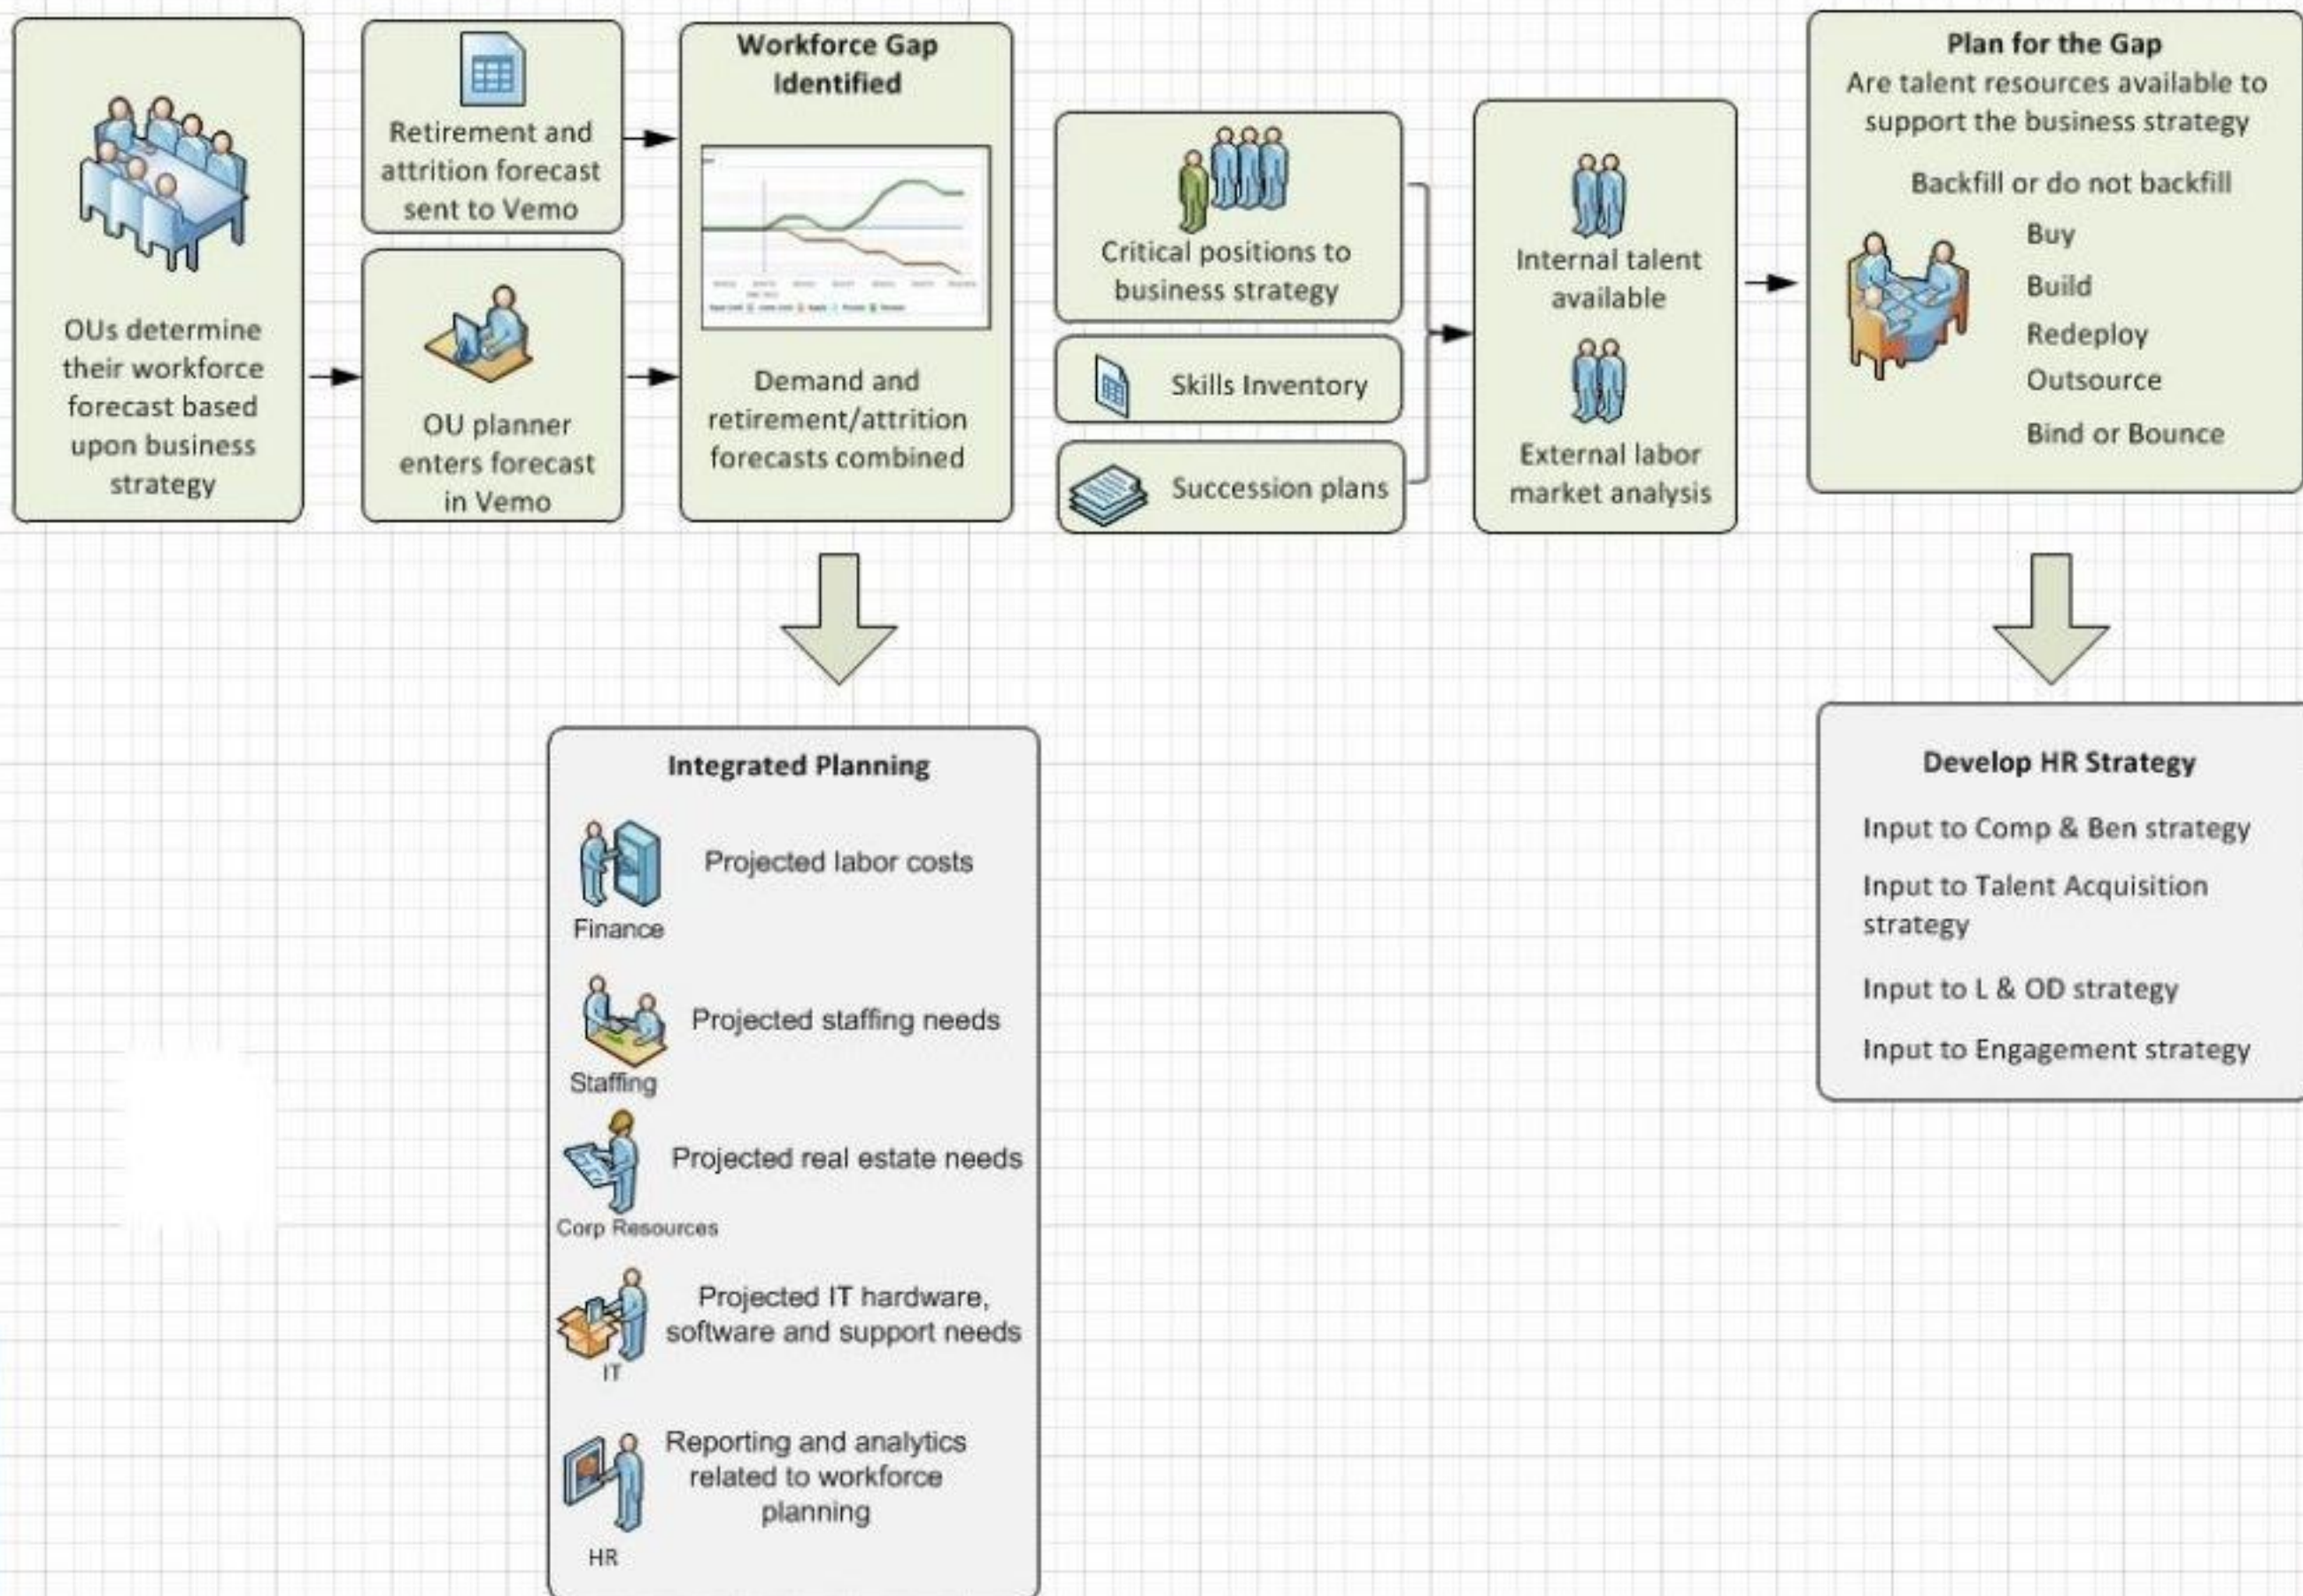 OUs determine
their workforce
forecast based
upon business
strategy
Retirement and
attrition forecast
sent to Vemo
OU planner
enters forecast
in Vemo
Workforce Gap
Identified
Demand and
retirement/attrition
forecasts combined
Critical positions to
business strategy
Skills Inventory
Succession plans
Internal talent
available
External labor
market analysis
Plan for the Gap
Are talent resources available to
support the business strategy
Backfill or do not backfill
Buy
Build
Redeploy
Outsource
Bind or Bounce
Integrated Planning
Projected labor costs
Finance
Projected staffing needs
Staffing
Projected real estate needs
Corp Resources
Projected IT hardware,
software and support needs
IT
Reporting and analytics
related to workforce
planning
HR
Develop HR Strategy
Input to Comp & Ben strategy
Input to Talent Acquisition
strategy
Input to L & OD strategy
Input to Engagement strategy